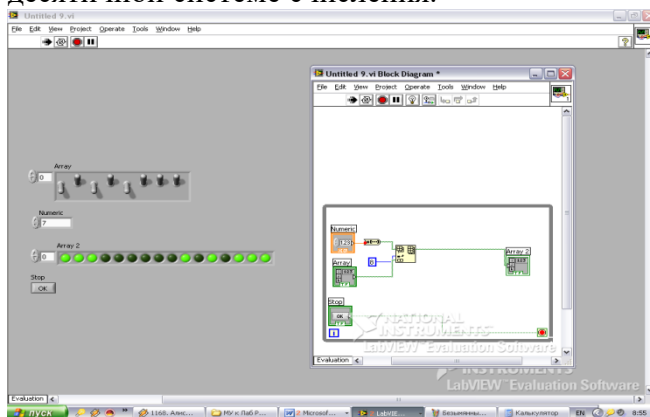 десятичной системе счисления.
Untitled 9.vi
File Edit View Project Operate Tools Window Help
Untitled 9.vi Block Diagram *
File Edit View Project Operate Tools Window Help
Array
0
Numeric
7
Array 2
0
Stop
OK
Numeric
1.23
Array
0
Array 2
Stop
OK
i
NATIONAL
INSTRUMENTS
LabVIEW Evaluation Software
Evaluation
INSTRUMENTS
LabVIEW Evaluation Software
Evaluation
пуск
LabVIE...
Безымянны...
Калькулятор
EN
8:55